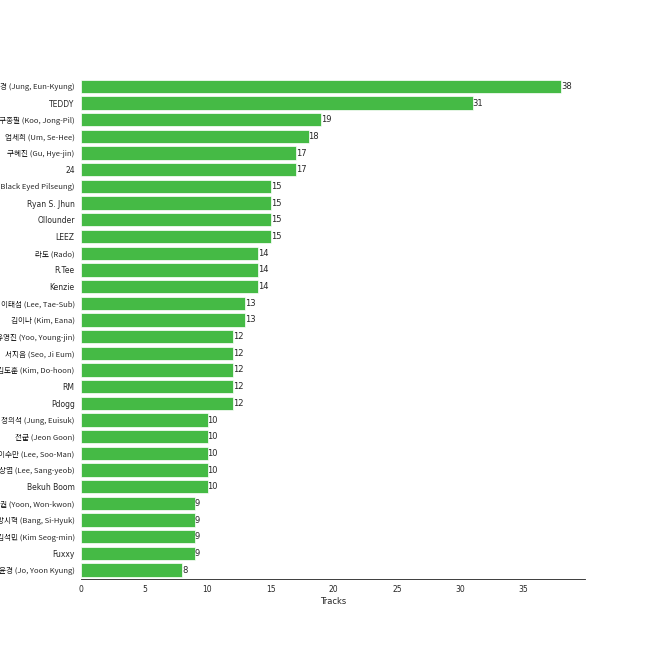 경 (Jung, Eun-Kyung) 38
TEDDY 31
구종필 (Koo, Jong-Pil) 19
엄세희 (Um, Se-Hee) 18
구혜진 (Gu, Hye-jin) 17
24 17
Black Eyed Pilseung) 15
Ryan S. Jhun 15
Ollounder 15
LEEZ 15
라도 (Rado) 14
R.Tee 14
Kenzie 14
이태섭 (Lee, Tae-Sub) 13
김이나 (Kim, Eana) 13
유영진 (Yoo, Young-jin) 12
서지음 (Seo, Ji Eum) 12
김도훈 (Kim, Do-hoon) 12
RM 12
Pdogg 12
정의석 (Jung, Euisuk) 10
전군 (Jeon Goon) 10
이수만 (Lee, Soo-Man) 10
상엽 (Lee, Sang-yeob) 10
Bekuh Boom 10
(Yoon, Won-kwon) 9
방시혁 (Bang, Si-Hyuk) 9
김석민 (Kim Seog-min) 9
Fuxxy 9
윤경 (Jo, Yoon Kyung) 8
0 5 10 15 20 25 30 35
Tracks